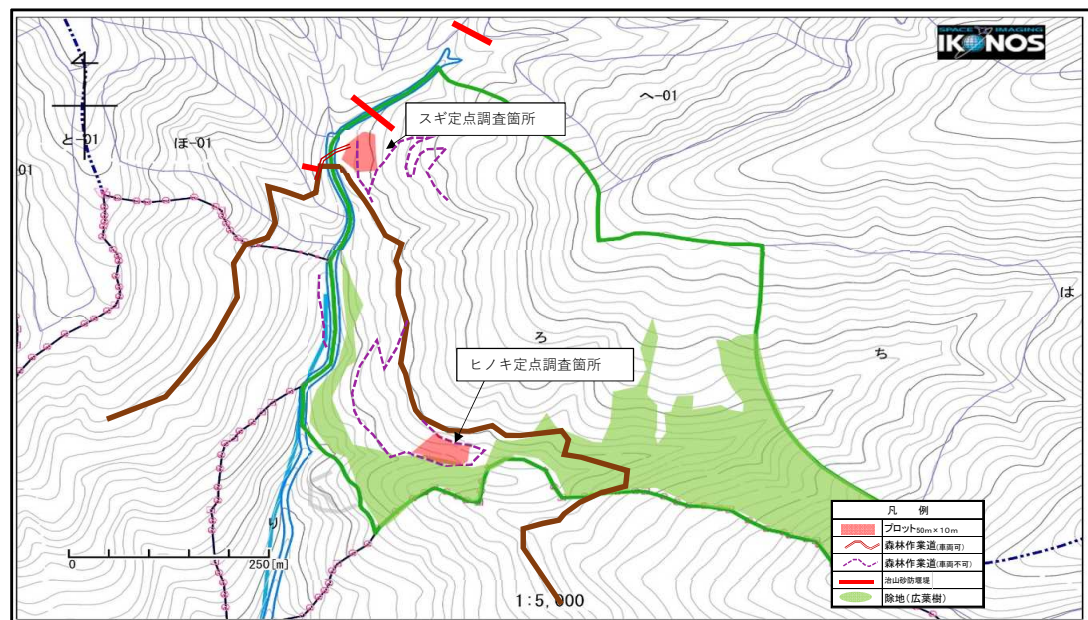 SPACE IMAGING
IKONOS
へ-01
スギ定点調査箇所
と-01
ほ-01
01
は
ろ
ち
ヒノキ定点調査箇所
り
0
250[m]
1:5,000
凡 例
プロット50m×10m
森林作業道(車両可)
森林作業道(車両不可)
治山砂防堰堤
除地(広葉樹)